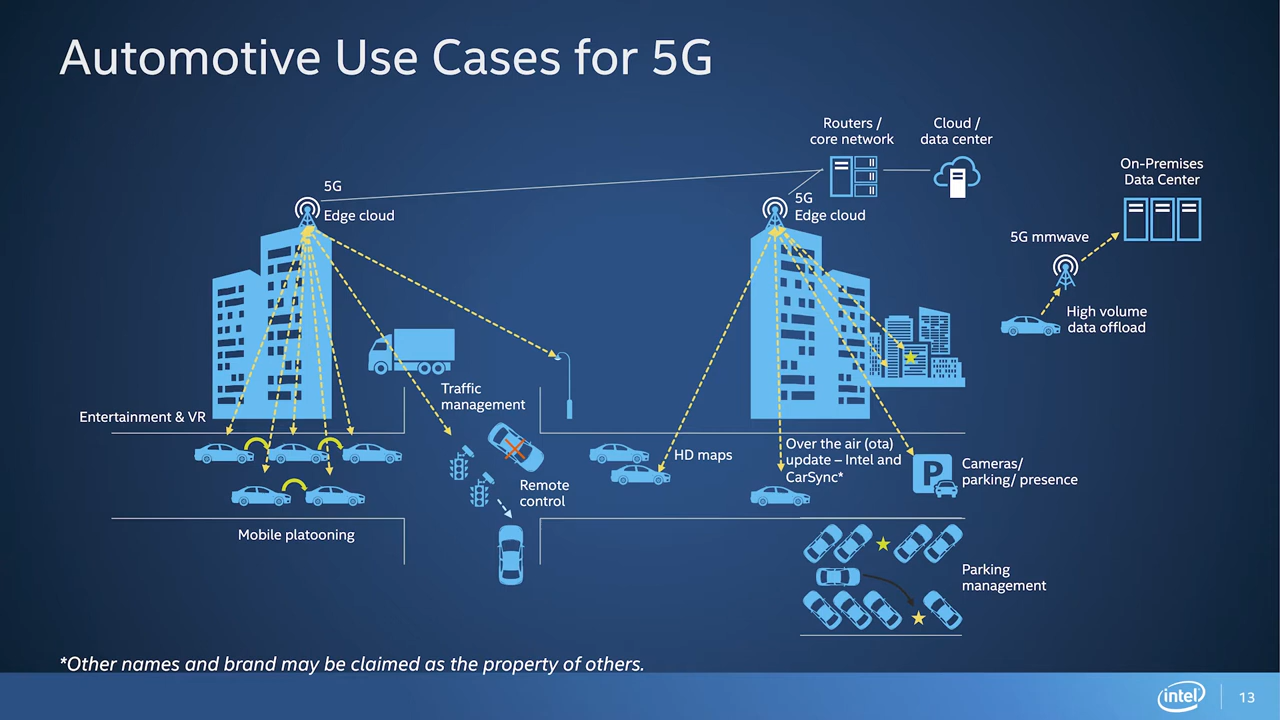 Automotive Use Cases for 5G
Routers /
core network
Cloud /
data center
On-Premises
Data Center
5G
Edge cloud
5G
Edge cloud
5G mmwave
High volume
data offload
Traffic
management
Entertainment & VR
HD maps
Over the air (ota)
update – Intel and
CarSync*
P
Cameras/
parking/ presence
Remote
control
Mobile platooning
Parking
management
*Other names and brand may be claimed as the property of others.
intel
13